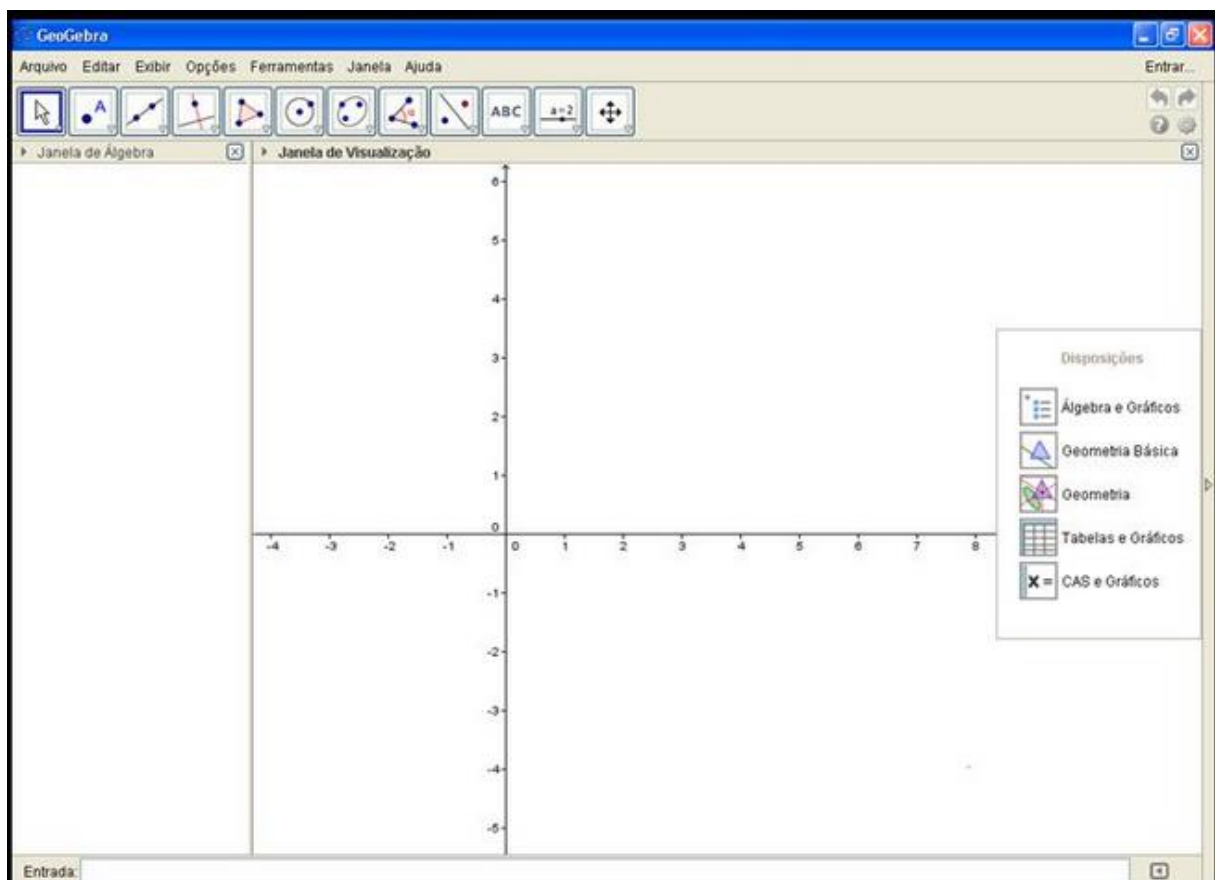 GeoGebra
Arquivo Editar Exibir Opções Ferramentas Janela Ajuda Entrar...
A α ABC a=2
Janela de Álgebra
Janela de Visualização
6
5
4
3
2
1
0
-4 -3 -2 -1 0 1 2 3 4 5 6 7 8
-1
-2
-3
-4
-5
Disposições
Álgebra e Gráficos
Geometria Básica
Geometria
Tabelas e Gráficos
X = CAS e Gráficos
Entrada: